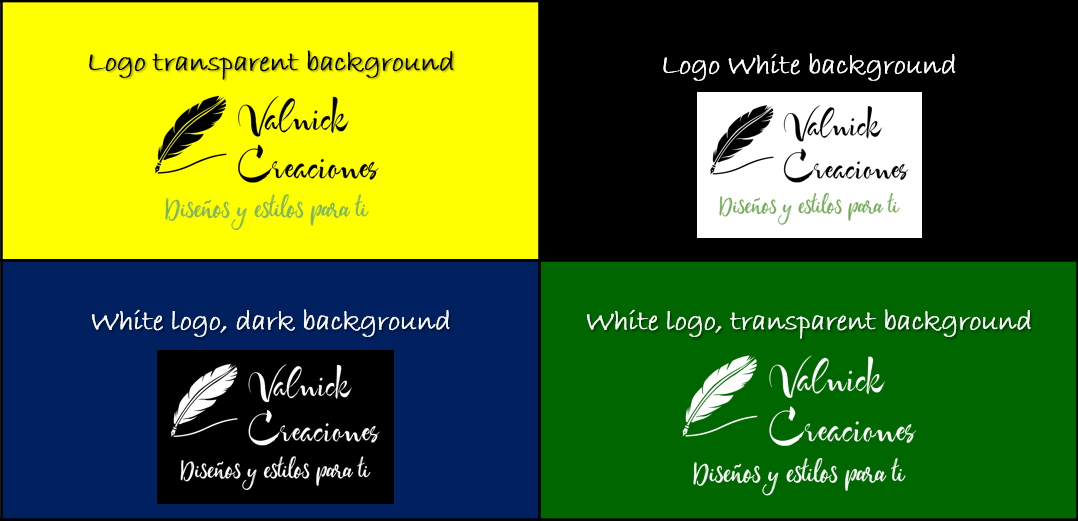 Logo transparent background
Valnick
Creaciones
Diseños y estilos para ti
Logo White background
Valnick
Creaciones
Diseños y estilos para ti
White logo, dark background
Valnick
Creaciones
Diseños y estilos para ti
White logo, transparent background
Valnick
Creaciones
Diseños y estilos para ti